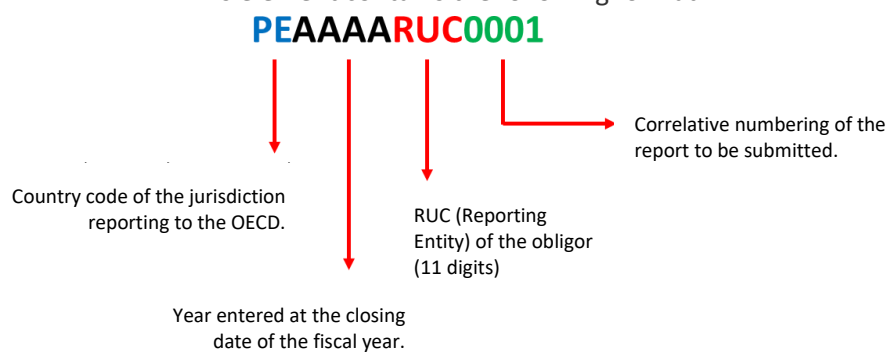 PEAAAARUC0001
Correlative numbering of the
report to be submitted.
Country code of the jurisdiction
reporting to the OECD.
RUC (Reporting
Entity) of the obligor
(11 digits)
Year entered at the closing
date of the fiscal year.